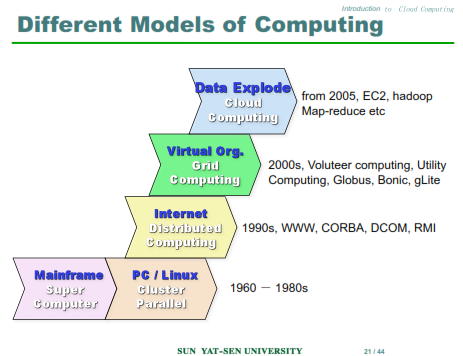 Introduction to Cloud Computing
Different Models of Computing
Data Explode
Cloud
Computing
from 2005, EC2, hadoop
Map-reduce etc
Virtual Org.
Grid
Computing
2000s, Voluteer computing, Utility
Computing, Globus, Bonic, gLite
Internet
Distributed
Computing
1990s, WWW, CORBA, DCOM, RMI
Mainframe
Super
Computer
PC / Linux
Cluster
Parallel
1960 － 1980s
SUN YAT-SEN UNIVERSITY
21 / 44